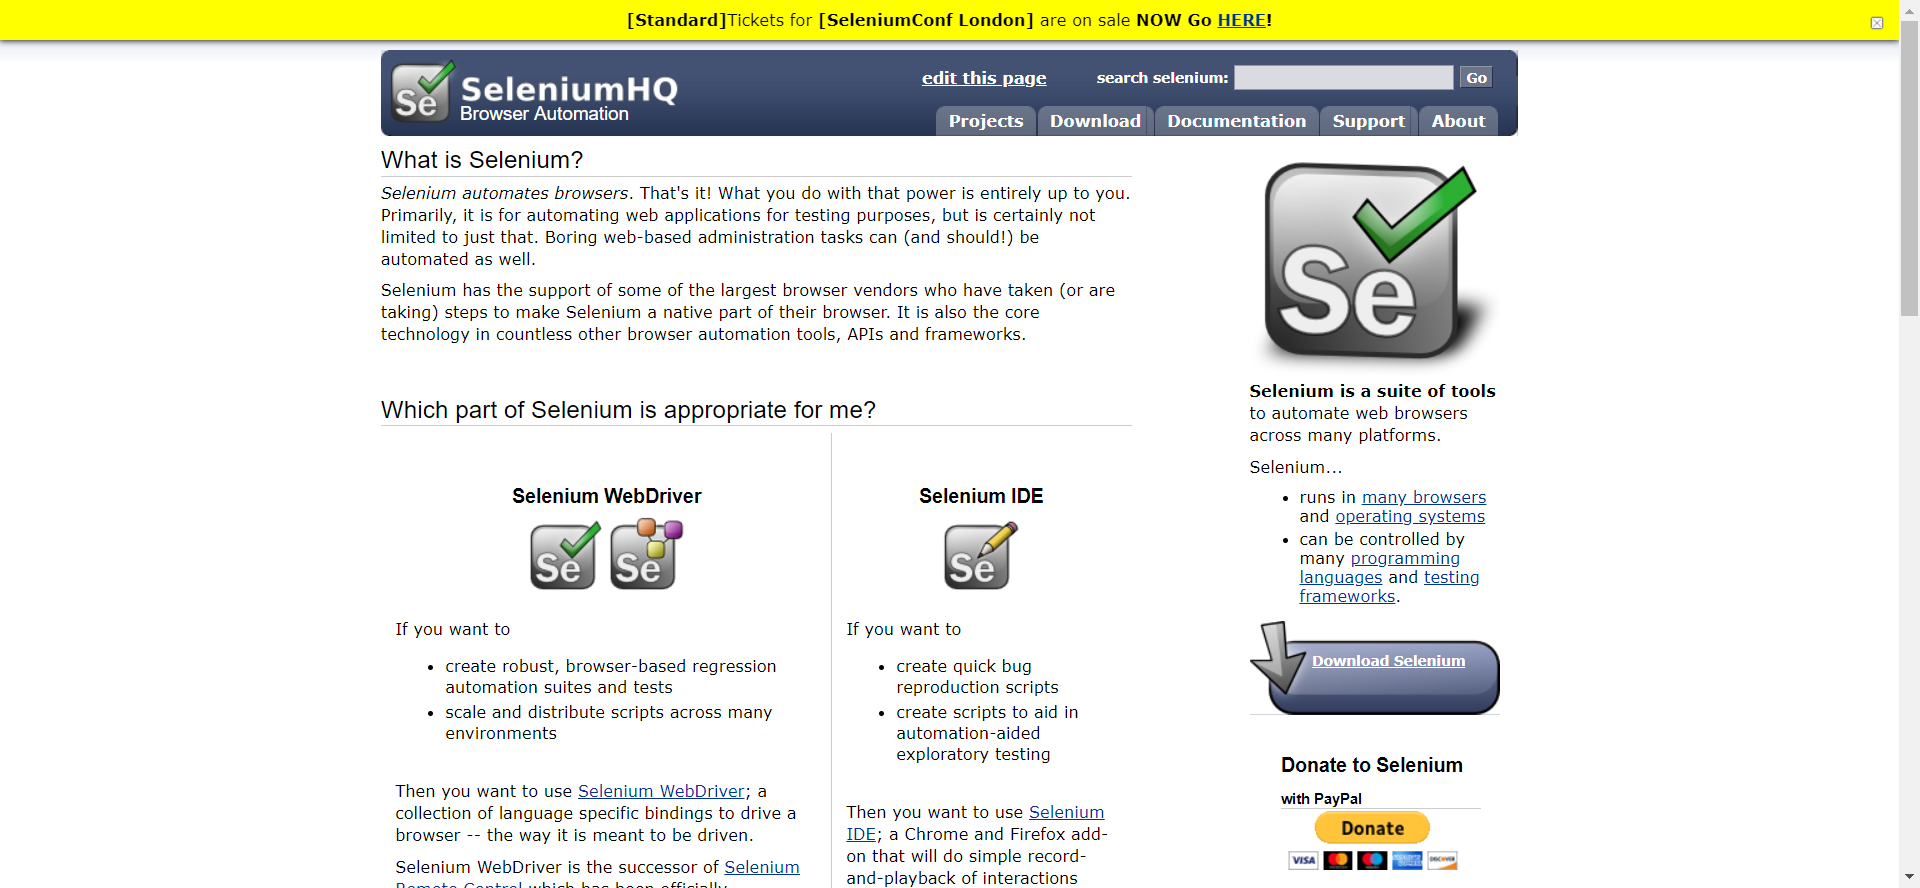 [Standard]Tickets for [SeleniumConf London] are on sale NOW Go HERE!
Se
SeleniumHQ
Browser Automation
edit this page
search selenium:
Go
Projects
Download
Documentation
Support
About
What is Selenium?
Selenium automates browsers. That's it! What you do with that power is entirely up to you.
Primarily, it is for automating web applications for testing purposes, but is certainly not
limited to just that. Boring web-based administration tasks can (and should!) be
automated as well.
Selenium has the support of some of the largest browser vendors who have taken (or are
taking) steps to make Selenium a native part of their browser. It is also the core
technology in countless other browser automation tools, APIs and frameworks.
Which part of Selenium is appropriate for me?
Selenium WebDriver
Se
Se
If you want to
• create robust, browser-based regression
automation suites and tests
• scale and distribute scripts across many
environments
Then you want to use Selenium WebDriver; a
collection of language specific bindings to drive a
browser -- the way it is meant to be driven.
Selenium WebDriver is the successor of Selenium
Remote Control which has been officially
Selenium IDE
Se
If you want to
• create quick bug
reproduction scripts
• create scripts to aid in
automation-aided
exploratory testing
Then you want to use Selenium
IDE; a Chrome and Firefox add-
on that will do simple record-
and-playback of interactions
Se
Selenium is a suite of tools
to automate web browsers
across many platforms.
Selenium...
• runs in many browsers
and operating systems
• can be controlled by
many programming
languages and testing
frameworks.
Download Selenium
Donate to Selenium
with PayPal
Donate
VISA
DISCOVER